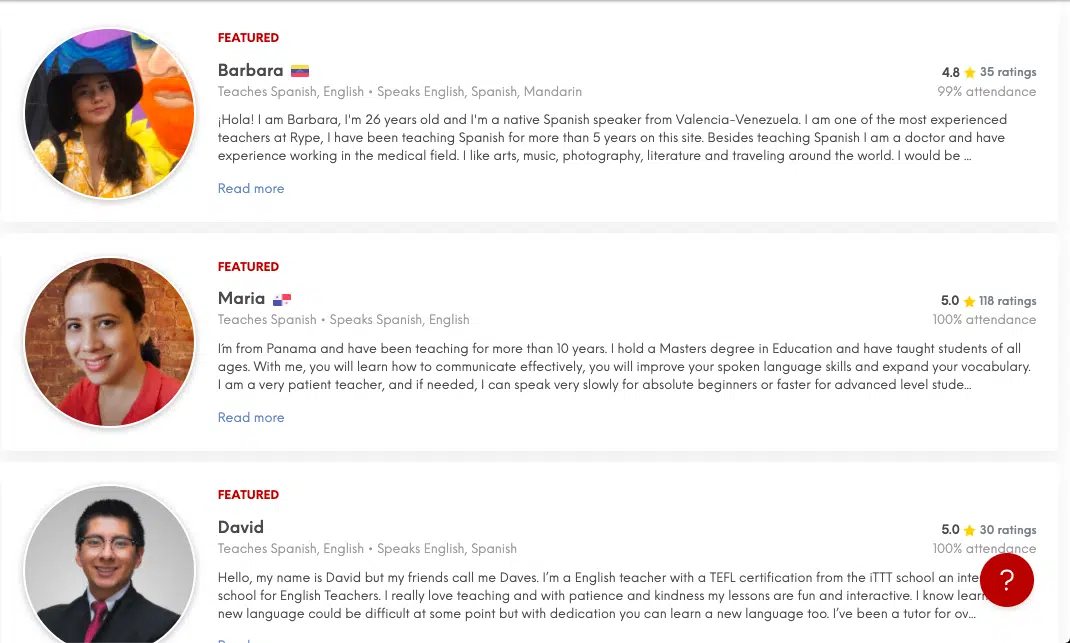 FEATURED
Barbara
4.8 35 ratings
Teaches Spanish, English • Speaks English, Spanish, Mandarin
99% attendance
¡Hola! I am Barbara, I'm 26 years old and I'm a native Spanish speaker from Valencia-Venezuela. I am one of the most experienced
teachers at Rype, I have been teaching Spanish for more than 5 years on this site. Besides teaching Spanish I am a doctor and have
experience working in the medical field. I like arts, music, photography, literature and traveling around the world. I would be ...
Read more
FEATURED
Maria
5.0 118 ratings
Teaches Spanish • Speaks Spanish, English
100% attendance
I'm from Panama and have been teaching for more than 10 years. I hold a Masters degree in Education and have taught students of all
ages. With me, you will learn how to communicate effectively, you will improve your spoken language skills and expand your vocabulary.
I am a very patient teacher, and if needed, I can speak very slowly for absolute beginners or faster for advanced level stude...
Read more
FEATURED
David
5.0 30 ratings
Teaches Spanish, English • Speaks English, Spanish
100% attendance
Hello, my name is David but my friends call me Daves. I'm a English teacher with a TEFL certification from the iTTT school an
school for English Teachers. I really love teaching and with patience and kindness my lessons are fun and interactive. I know
new language could be difficult at some point but with dedication you can learn a new language too. I've been a tutor for ov...
?